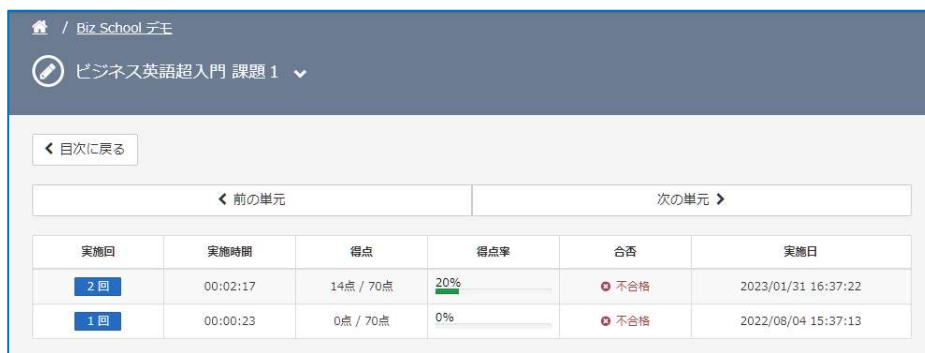 / Biz School デモ
ビジネス英語超入門 課題1
目次に戻る
前の単元 次の単元
実施回 実施時間 得点 得点率 合否 実施日
2回 00:02:17 14点 / 70点 20% 不合格 2023/01/31 16:37:22
1回 00:00:23 0点 / 70点 0% 不合格 2022/08/04 15:37:13